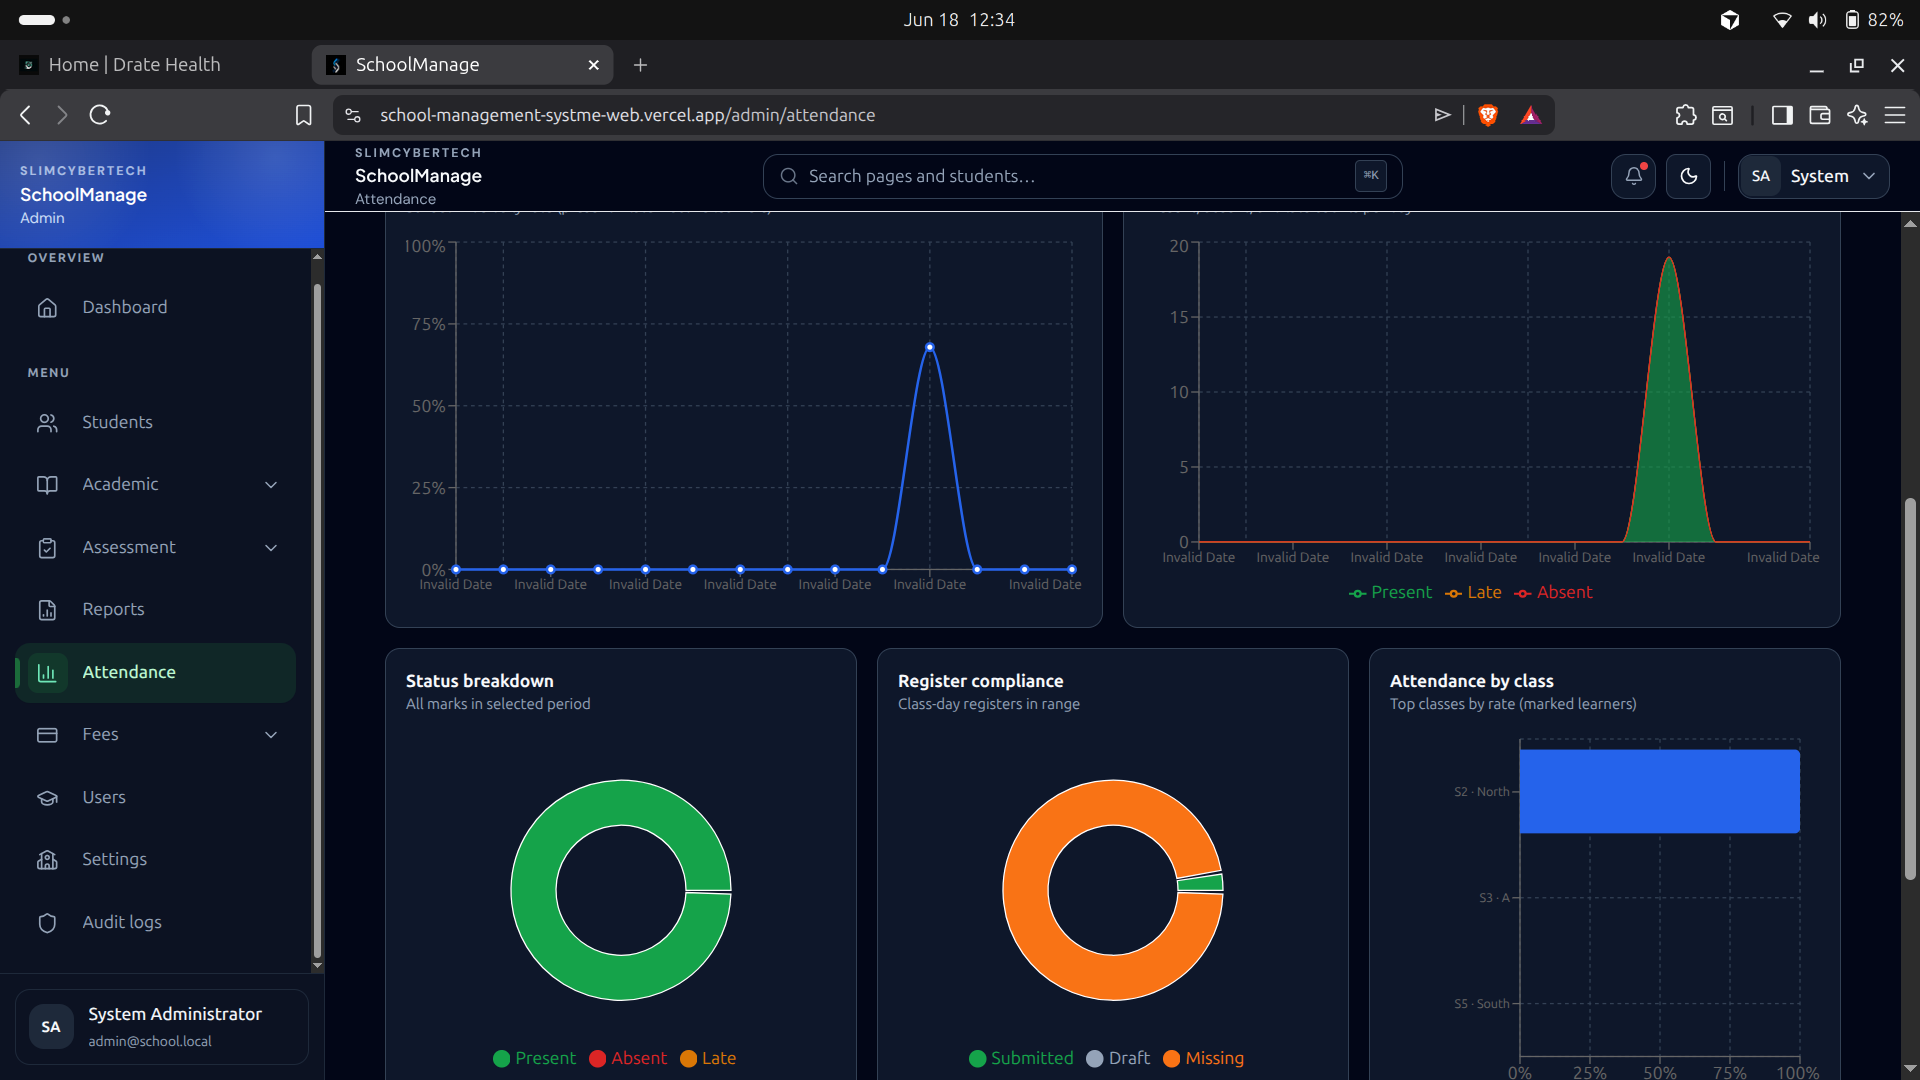 Jun 18 12:34
82%
Home | Drate Health
SchoolManage
school-management-systme-web.vercel.app/admin/attendance
SLIMCYBERTECH
SchoolManage
Admin
OVERVIEW
Dashboard
MENU
Students
Academic
Assessment
Reports
Attendance
Fees
Users
Settings
Audit logs
SA
System Administrator
admin@school.local
SLIMCYBERTECH
SchoolManage
Attendance
Search pages and students…
⌘K
SA
System
100%
75%
50%
25%
0%
Invalid Date
Invalid Date
Invalid Date
Invalid Date
Invalid Date
Invalid Date
Invalid Date
20
15
10
5
0
Invalid Date
Invalid Date
Invalid Date
Invalid Date
Invalid Date
Invalid Date
Invalid Date
Present
Late
Absent
Status breakdown
All marks in selected period
Present
Absent
Late
Register compliance
Class-day registers in range
Submitted
Draft
Missing
Attendance by class
Top classes by rate (marked learners)
S2 · North
S3 · A
S5 · South
0%
25%
50%
75%
100%